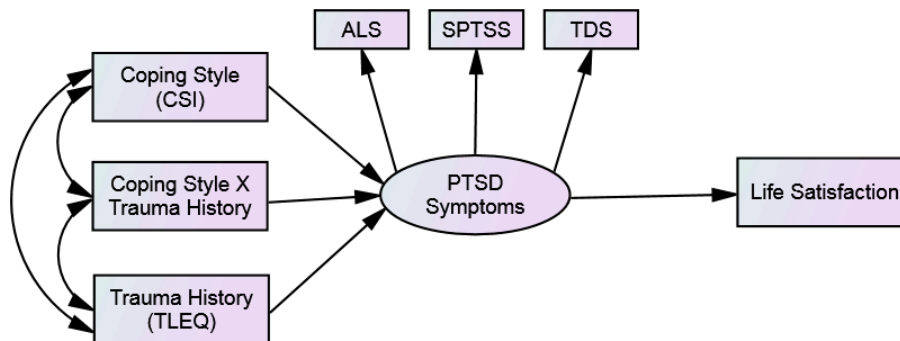 ALS
SPTSS
TDS
Coping Style
(CSI)
Coping Style X
Trauma History
PTSD
Symptoms
Life Satisfaction
Trauma History
(TLEQ)